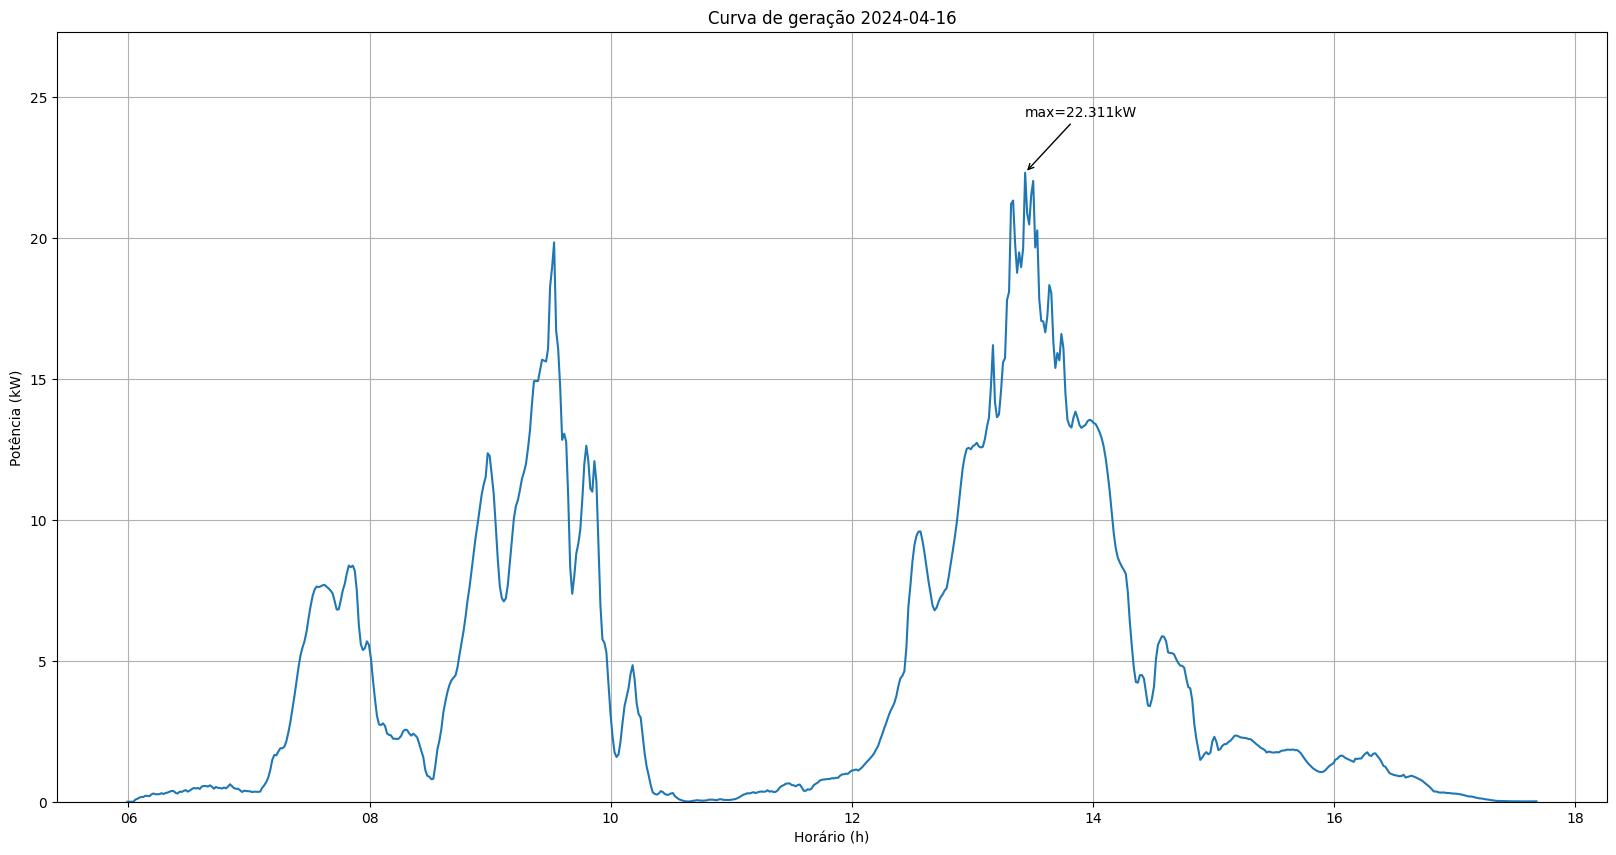 Curva de geração 2024-04-16
25
max=22.311kW
20
15
Potência (kW)
10
5
0
06 08 10 12 14 16 18
Horário (h)